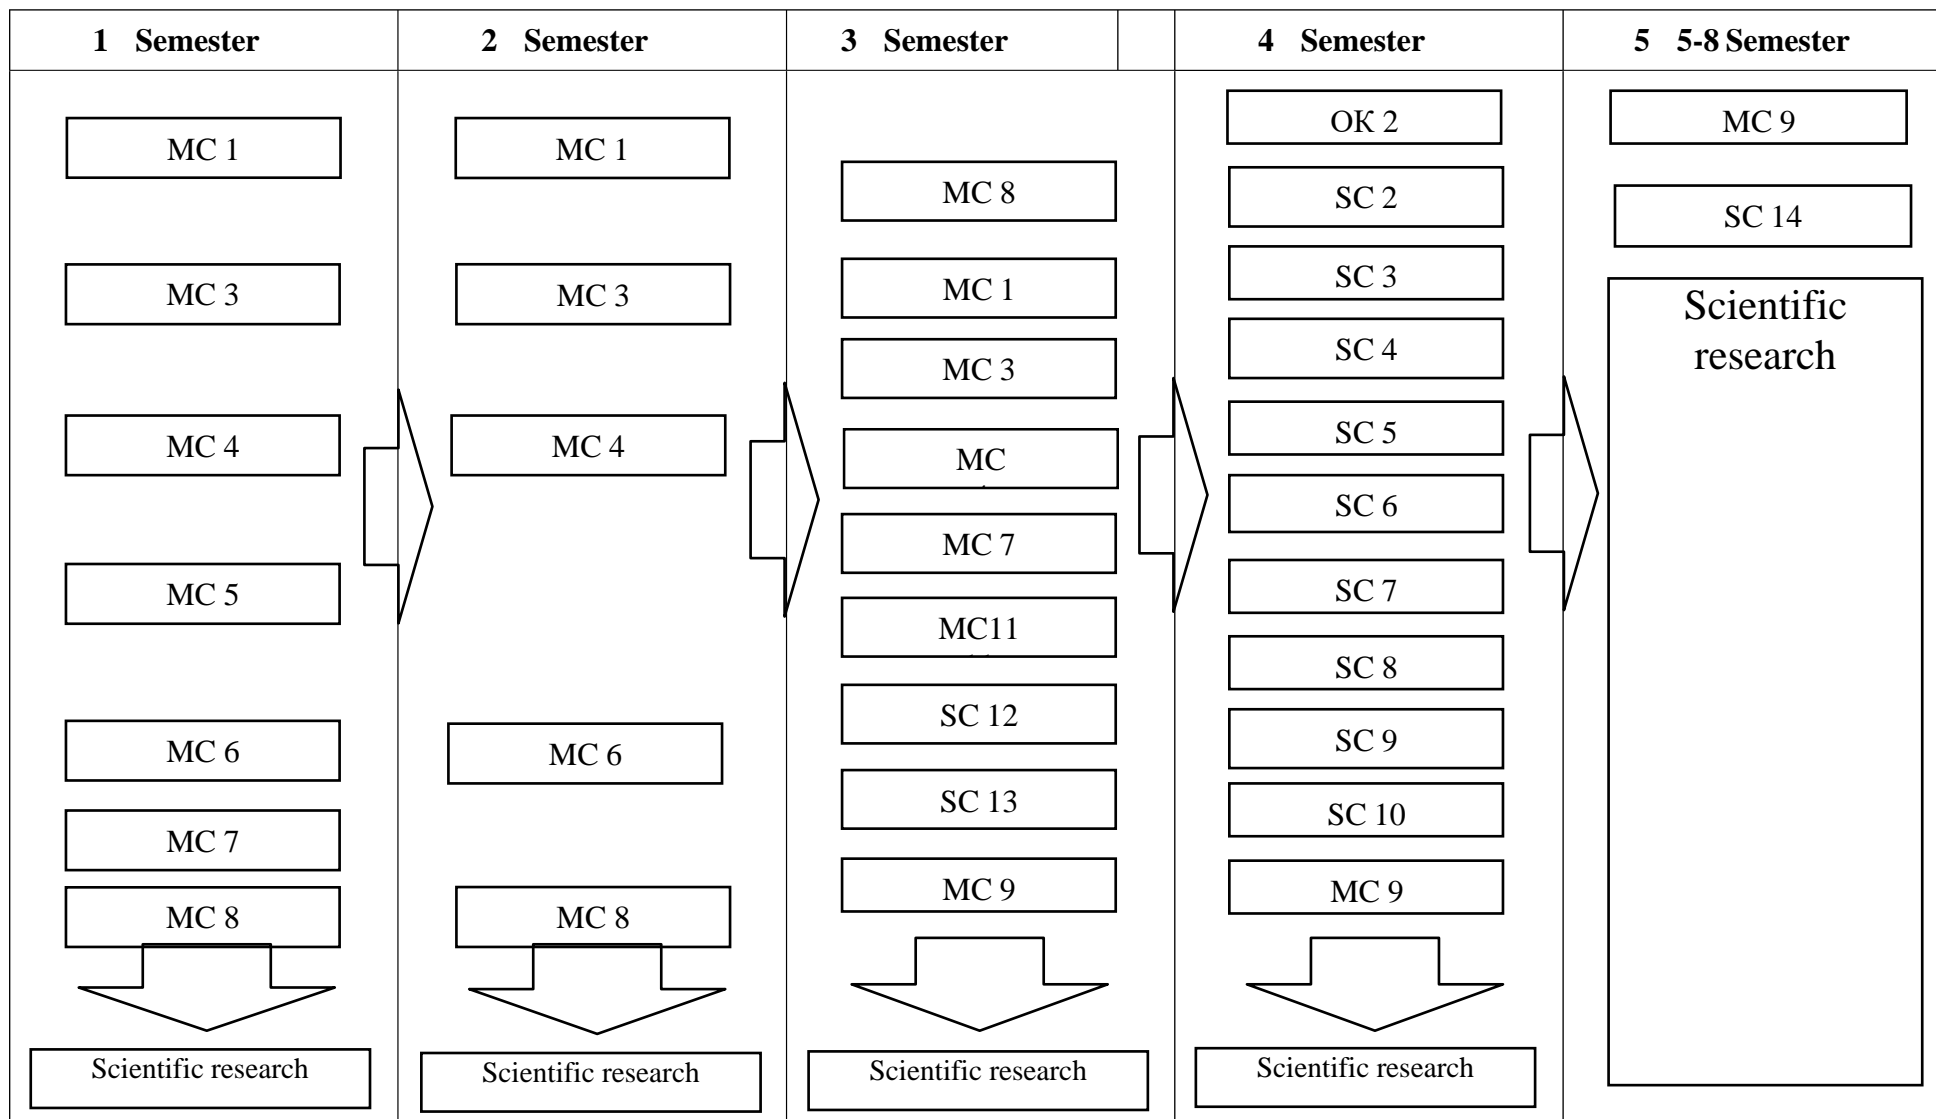 1 Semester
2 Semester
3 Semester
4 Semester
5 5-8 Semester
MC 1
MC 3
MC 4
MC 5
MC 6
MC 7
MC 8
Scientific research
MC 1
MC 3
MC 4
MC 6
MC 8
Scientific research
MC 8
MC 1
MC 3
MC
MC 7
MC11
SC 12
SC 13
MC 9
Scientific research
ОК 2
SC 2
SC 3
SC 4
SC 5
SC 6
SC 7
SC 8
SC 9
SC 10
MC 9
Scientific research
MC 9
SC 14
Scientific
research